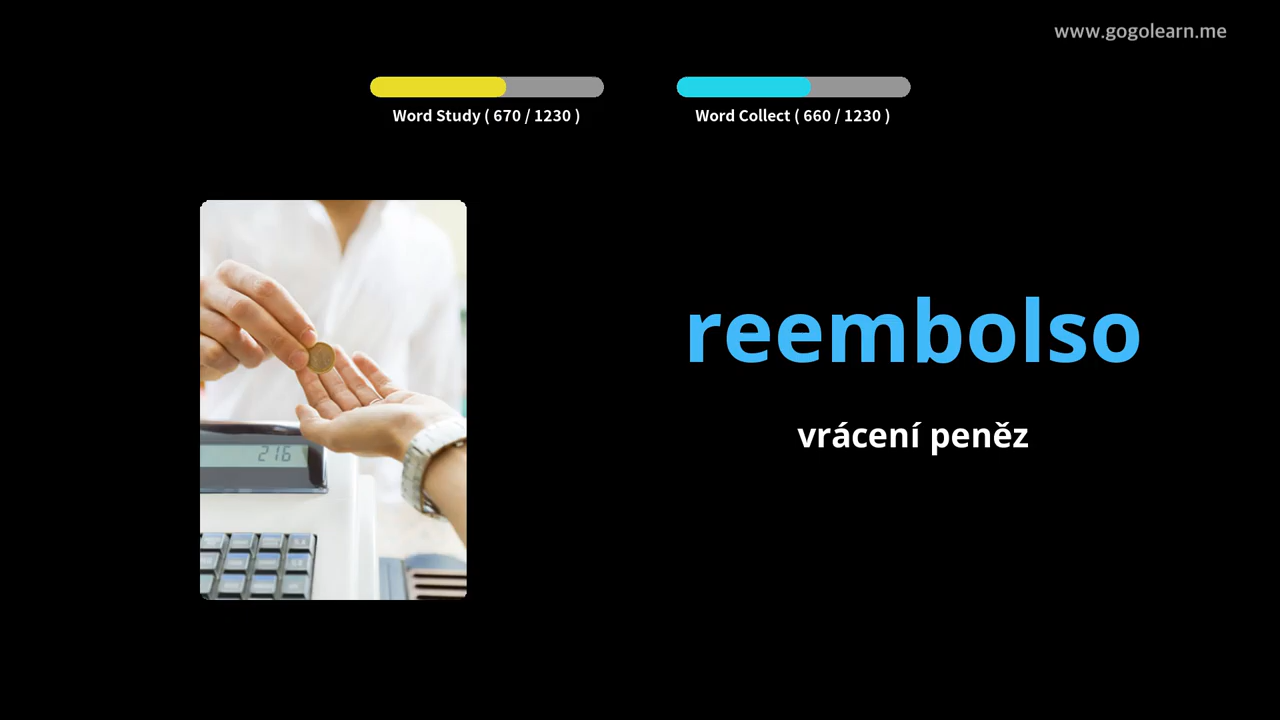 www.gogolearn.me
Word Study ( 670 / 1230 )
Word Collect ( 660 / 1230 )
reembolso
vrácení peněz
216